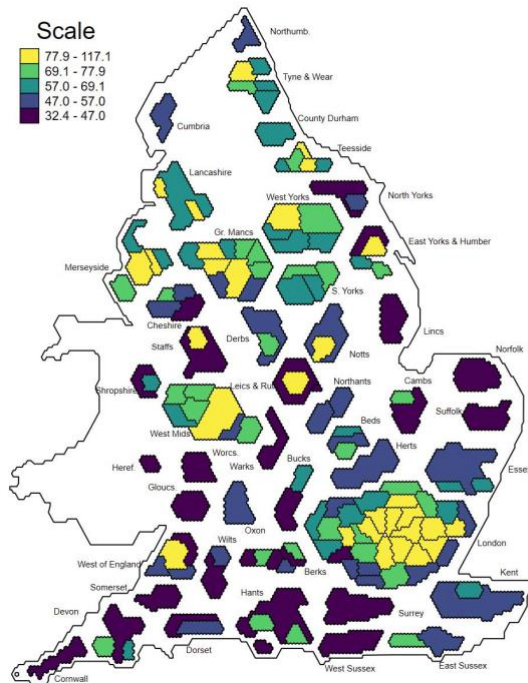 Scale
77.9 - 117.1
69.1 - 77.9
57.0 - 69.1
47.0 - 57.0
32.4 - 47.0
Northumb.
Tyne & Wear
County Durham
Cumbria
Teesside
Lancashire
North Yorks
West Yorks
Gr. Mancs
East Yorks & Humber
Merseyside
S. Yorks
Cheshire
Derbs
Lincs
Staffs
Notts
Norfolk
Shropshire
Leics & Rut
Northants
Cambs
Suffolk
West Mids
Beds
Worcs.
Herts
Warks
Bucks
Heref.
Essex
Gloucs.
Oxon
Wilts
London
West of England
Berks
Kent
Somerset
Hants
Devon
Surrey
Dorset
Cornwall
West Sussex
East Sussex